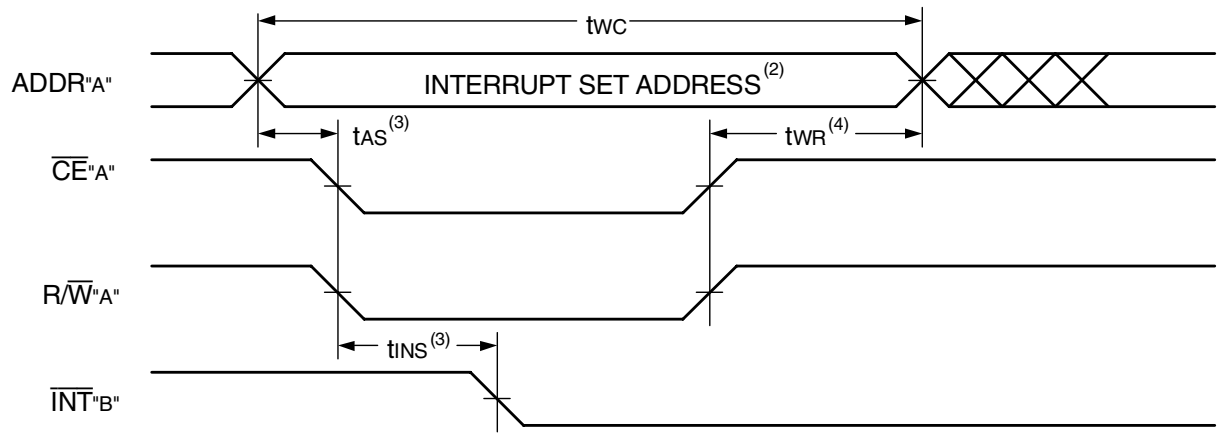 tWC
ADDR"A"
INTERRUPT SET ADDRESS(2)
tAS(3)
tWR(4)
CE"A"
R/W"A"
tINS(3)
INT"B"